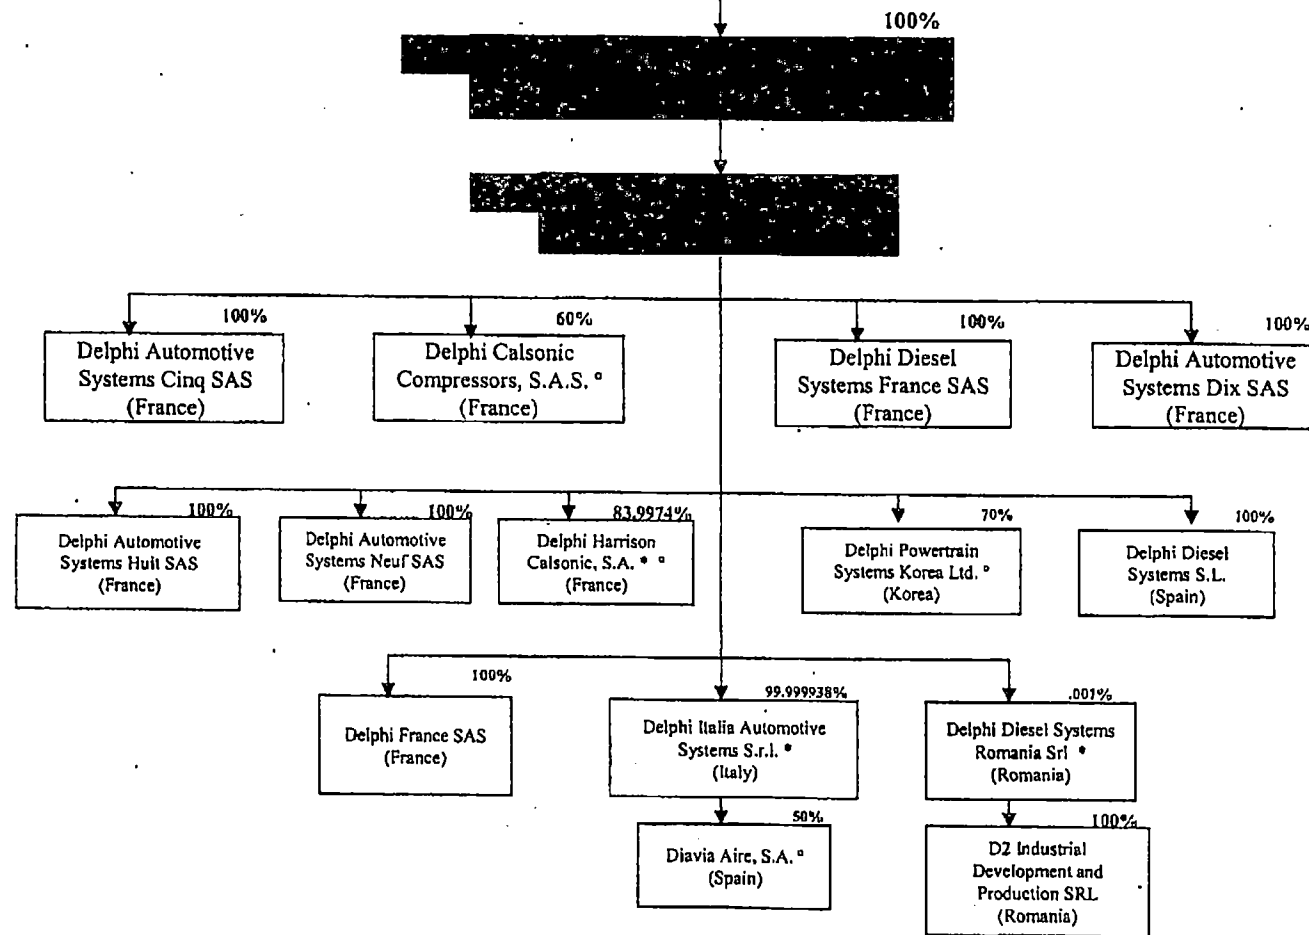 100%
100%
60%
100%
100%
Delphi Automotive
Systems Cinq SAS
(France)
Delphi Calsonic
Compressors, S.A.S. ¤
(France)
Delphi Diesel
Systems France SAS
(France)
Delphi Automotive
Systems Dix SAS
(France)
100%
100%
83.9974%
70%
100%
Delphi Automotive
Systems Huit SAS
(France)
Delphi Automotive
Systems Neuf SAS
(France)
Delphi Harrison
Calsonic, S.A. * ¤
(France)
Delphi Powertrain
Systems Korea Ltd. ¤
(Korea)
Delphi Diesel
Systems S.L.
(Spain)
100%
99.999938%
.001%
Delphi France SAS
(France)
Delphi Italia Automotive
Systems S.r.l. *
(Italy)
Delphi Diesel Systems
Romania Srl *
(Romania)
50%
100%
Diavia Aire, S.A. ¤
(Spain)
D2 Industrial
Development and
Production SRL
(Romania)